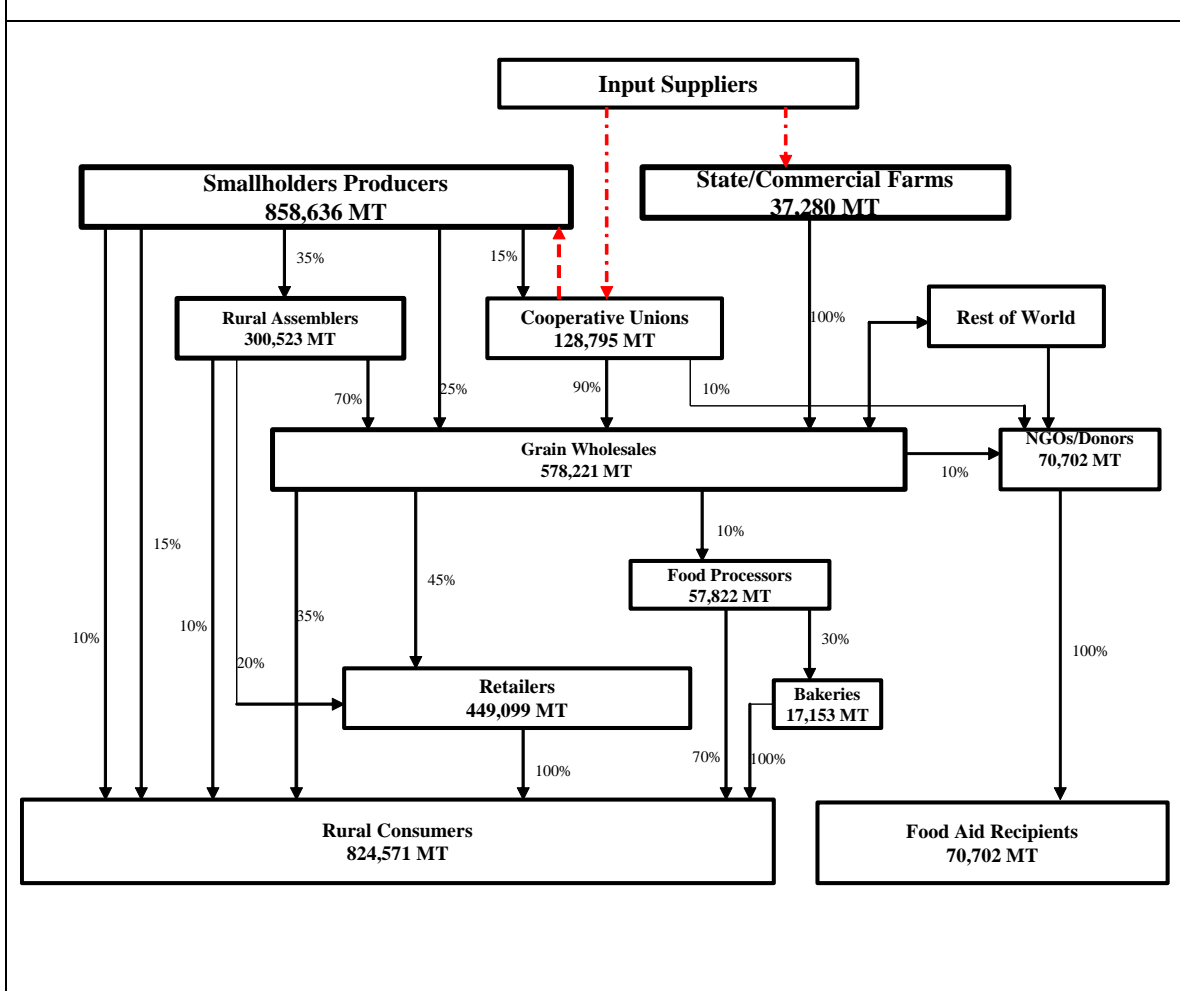 Input Suppliers
Smallholders Producers
858,636 MT
State/Commercial Farms
37,280 MT
35%
15%
Rural Assemblers
300,523 MT
Cooperative Unions
128,795 MT
100%
Rest of World
70%
25%
90%
10%
Grain Wholesales
578,221 MT
NGOs/Donors
70,702 MT
10%
15%
10%
45%
Food Processors
57,822 MT
10%
10%
35%
30%
20%
100%
Retailers
449,099 MT
Bakeries
17,153 MT
100%
70%
100%
Rural Consumers
824,571 MT
Food Aid Recipients
70,702 MT